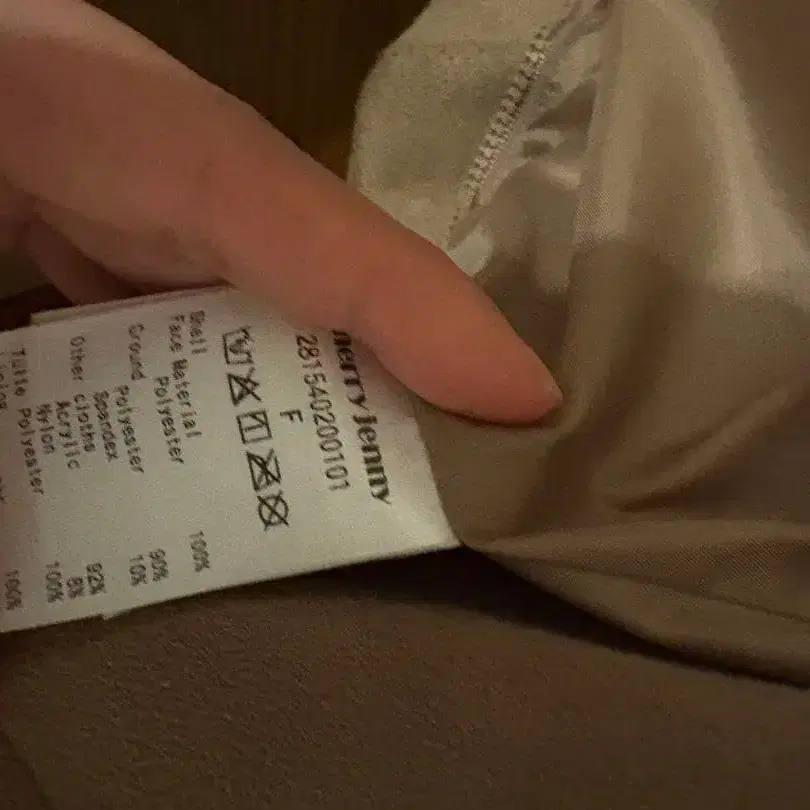 merry jenny
281540200101
F
Shell
Face Material
Polyester 100%
Ground Polyester 90%
Spandex 10%
Other cloths
Acrylic 92%
Nylon 8%
Tulle Polyester 100%
100%